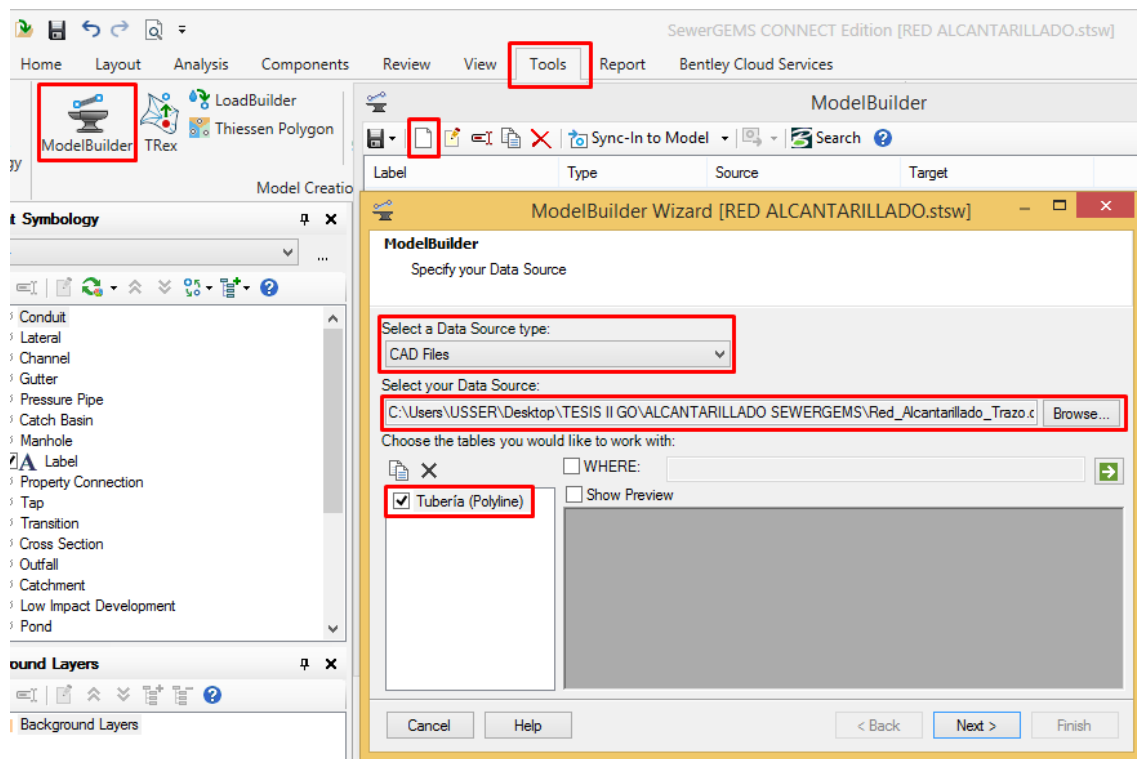 SewerGEMS CONNECT Edition [RED ALCANTARILLADO.stsw]
Home Layout Analysis Components Review View Tools Report Bentley Cloud Services
ModelBuilder
TRex
LoadBuilder
Thiessen Polygon
Model Creatio
ModelBuilder
Sync-In to Model
Search
Label Type Source Target
t Symbology
...
Conduit
Lateral
Channel
Gutter
Pressure Pipe
Catch Basin
Manhole
A Label
Property Connection
Tap
Transition
Cross Section
Outfall
Catchment
Low Impact Development
Pond
ound Layers
Background Layers
ModelBuilder Wizard [RED ALCANTARILLADO.stsw]
ModelBuilder
Specify your Data Source
Select a Data Source type:
CAD Files
Select your Data Source:
C:\Users\USSER\Desktop\TESIS II GO\ALCANTARILLADO SEWERGEMS\Red_Alcantarillado_Trazo.c Browse...
Choose the tables you would like to work with:
WHERE:
Show Preview
Tubería (Polyline)
Cancel Help < Back Next > Finish